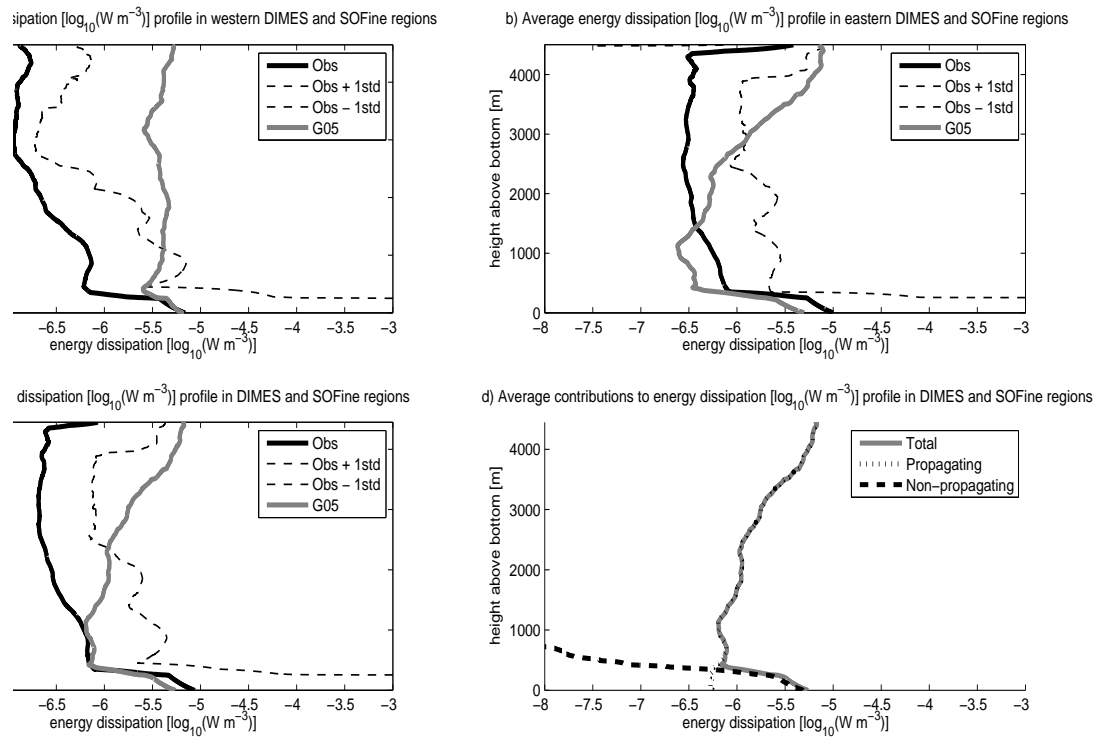 sipation [log10(W m−3)] profile in western DIMES and SOFine regions
Obs
Obs + 1std
Obs − 1std
G05
−6.5 −6 −5.5 −5 −4.5 −4 −3.5 −3
energy dissipation [log10(W m−3)]
b) Average energy dissipation [log10(W m−3)] profile in eastern DIMES and SOFine regions
height above bottom [m]
4000
3000
2000
1000
0
Obs
Obs + 1std
Obs − 1std
G05
−8 −7.5 −7 −6.5 −6 −5.5 −5 −4.5 −4 −3.5 −3
energy dissipation [log10(W m−3)]
dissipation [log10(W m−3)] profile in DIMES and SOFine regions
Obs
Obs + 1std
Obs − 1std
G05
−6.5 −6 −5.5 −5 −4.5 −4 −3.5 −3
energy dissipation [log10(W m−3)]
d) Average contributions to energy dissipation [log10(W m−3)] profile in DIMES and SOFine regions
height above bottom [m]
4000
3000
2000
1000
0
Total
Propagating
Non−propagating
−8 −7.5 −7 −6.5 −6 −5.5 −5 −4.5 −4 −3.5 −3
energy dissipation [log10(W m−3)]